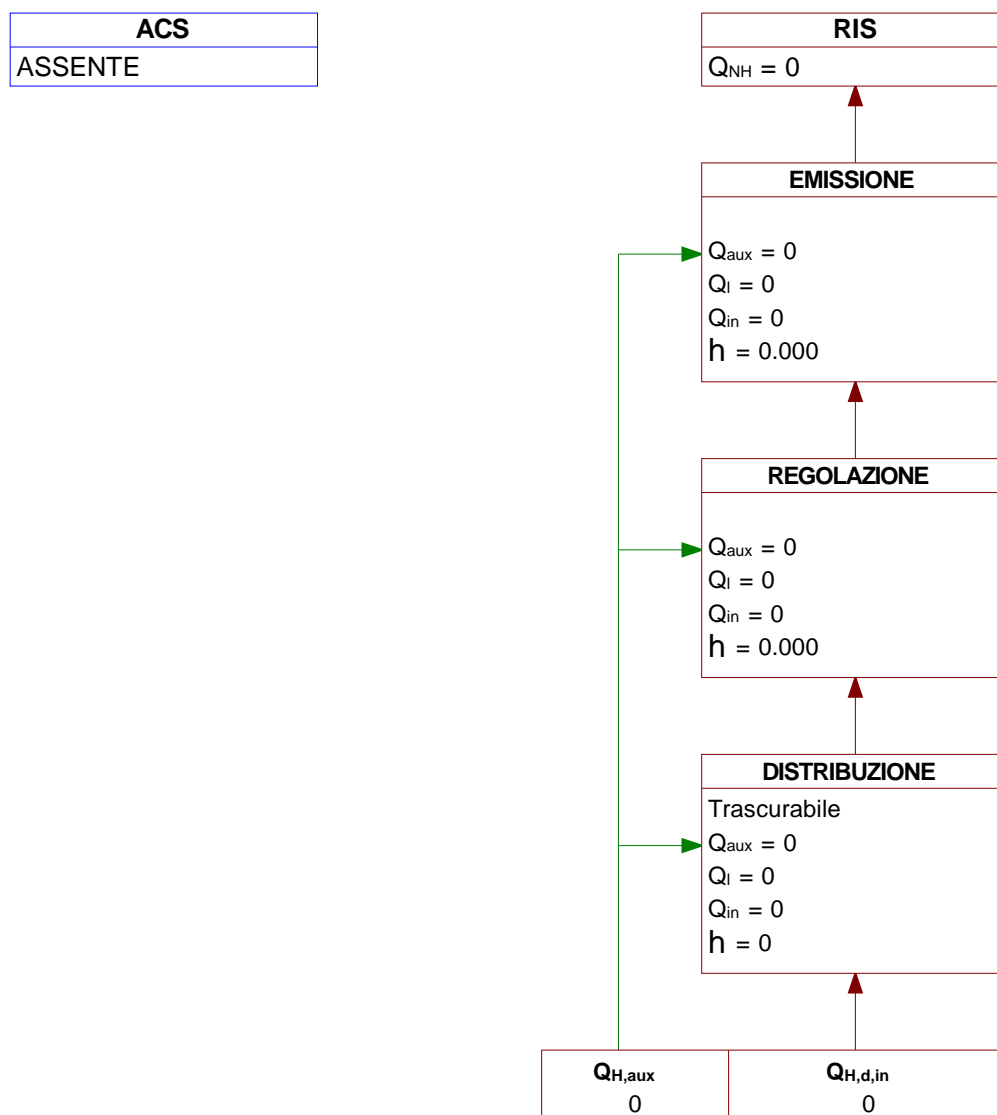 ACS
ASSENTE
RIS
QNH = 0
EMISSIONE
Qaux = 0
Ql = 0
Qin = 0
h = 0.000
REGOLAZIONE
Qaux = 0
Ql = 0
Qin = 0
h = 0.000
DISTRIBUZIONE
Trascurabile
Qaux = 0
Ql = 0
Qin = 0
h = 0
QH,aux
0
QH,d,in
0